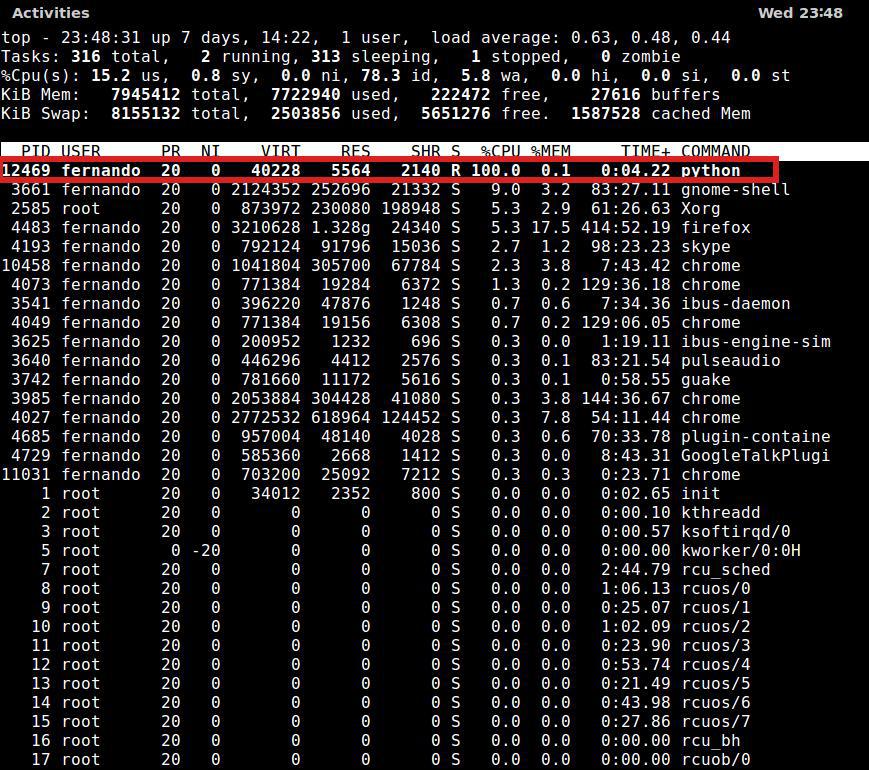 Activities Wed 23:48
top - 23:48:31 up 7 days, 14:22, 1 user, load average: 0.63, 0.48, 0.44
Tasks: 316 total, 2 running, 313 sleeping, 1 stopped, 0 zombie
%Cpu(s): 15.2 us, 0.8 sy, 0.0 ni, 78.3 id, 5.8 wa, 0.0 hi, 0.0 si, 0.0 st
KiB Mem: 7945412 total, 7722940 used, 222472 free, 27616 buffers
KiB Swap: 8155132 total, 2503856 used, 5651276 free. 1587528 cached Mem
PID USER PR NI VIRT RES SHR S %CPU %MEM TIME+ COMMAND
12469 fernando 20 0 40228 5564 2140 R 100.0 0.1 0:04.22 python
3661 fernando 20 0 2124352 252696 21332 S 9.0 3.2 83:27.11 gnome-shell
2585 root 20 0 873972 230080 198948 S 5.3 2.9 61:26.63 Xorg
4483 fernando 20 0 3210628 1.328g 24340 S 5.3 17.5 414:52.19 firefox
4193 fernando 20 0 792124 91796 15036 S 2.7 1.2 98:23.23 skype
10458 fernando 20 0 1041804 305700 67784 S 2.3 3.8 7:43.42 chrome
4073 fernando 20 0 771384 19284 6372 S 1.3 0.2 129:36.18 chrome
3541 fernando 20 0 396220 47876 1248 S 0.7 0.6 7:34.36 ibus-daemon
4049 fernando 20 0 771384 19156 6308 S 0.7 0.2 129:06.05 chrome
3625 fernando 20 0 200952 1232 696 S 0.3 0.0 1:19.11 ibus-engine-sim
3640 fernando 20 0 446296 4412 2576 S 0.3 0.1 83:21.54 pulseaudio
3742 fernando 20 0 781660 11172 5616 S 0.3 0.1 0:58.55 guake
3985 fernando 20 0 2053884 304428 41080 S 0.3 3.8 144:36.67 chrome
4027 fernando 20 0 2772532 618964 124452 S 0.3 7.8 54:11.44 chrome
4685 fernando 20 0 957004 48140 4028 S 0.3 0.6 70:33.78 plugin-containe
4729 fernando 20 0 585360 2668 1412 S 0.3 0.0 8:43.31 GoogleTalkPlugi
11031 fernando 20 0 703200 25092 7212 S 0.3 0.3 0:23.71 chrome
1 root 20 0 34012 2352 800 S 0.0 0.0 0:02.65 init
2 root 20 0 0 0 0 S 0.0 0.0 0:00.10 kthreadd
3 root 20 0 0 0 0 S 0.0 0.0 0:00.57 ksoftirqd/0
5 root 0 -20 0 0 0 S 0.0 0.0 0:00.00 kworker/0:0H
7 root 20 0 0 0 0 S 0.0 0.0 2:44.79 rcu_sched
8 root 20 0 0 0 0 S 0.0 0.0 1:06.13 rcuos/0
9 root 20 0 0 0 0 S 0.0 0.0 0:25.07 rcuos/1
10 root 20 0 0 0 0 S 0.0 0.0 1:02.09 rcuos/2
11 root 20 0 0 0 0 S 0.0 0.0 0:23.90 rcuos/3
12 root 20 0 0 0 0 S 0.0 0.0 0:53.74 rcuos/4
13 root 20 0 0 0 0 S 0.0 0.0 0:21.49 rcuos/5
14 root 20 0 0 0 0 S 0.0 0.0 0:43.98 rcuos/6
15 root 20 0 0 0 0 S 0.0 0.0 0:27.86 rcuos/7
16 root 20 0 0 0 0 S 0.0 0.0 0:00.00 rcu_bh
17 root 20 0 0 0 0 S 0.0 0.0 0:00.00 rcuob/0